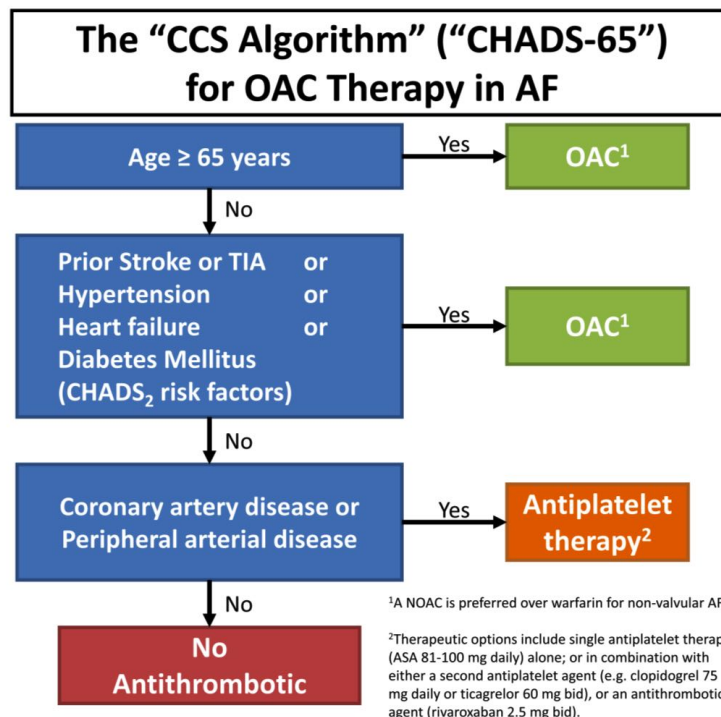 The “CCS Algorithm” (“CHADS-65”)
for OAC Therapy in AF
Age ≥ 65 years
Yes
OAC¹
No
Prior Stroke or TIA or
Hypertension or
Heart failure or
Diabetes Mellitus
(CHADS₂ risk factors)
Yes
OAC¹
No
Coronary artery disease or
Peripheral arterial disease
Yes
Antiplatelet
therapy²
No
No
Antithrombotic
¹A NOAC is preferred over warfarin for non-valvular AF
²Therapeutic options include single antiplatelet therap
(ASA 81-100 mg daily) alone; or in combination with
either a second antiplatelet agent (e.g. clopidogrel 75
mg daily or ticagrelor 60 mg bid), or an antithrombotic
agent (rivaroxaban 2.5 mg bid).